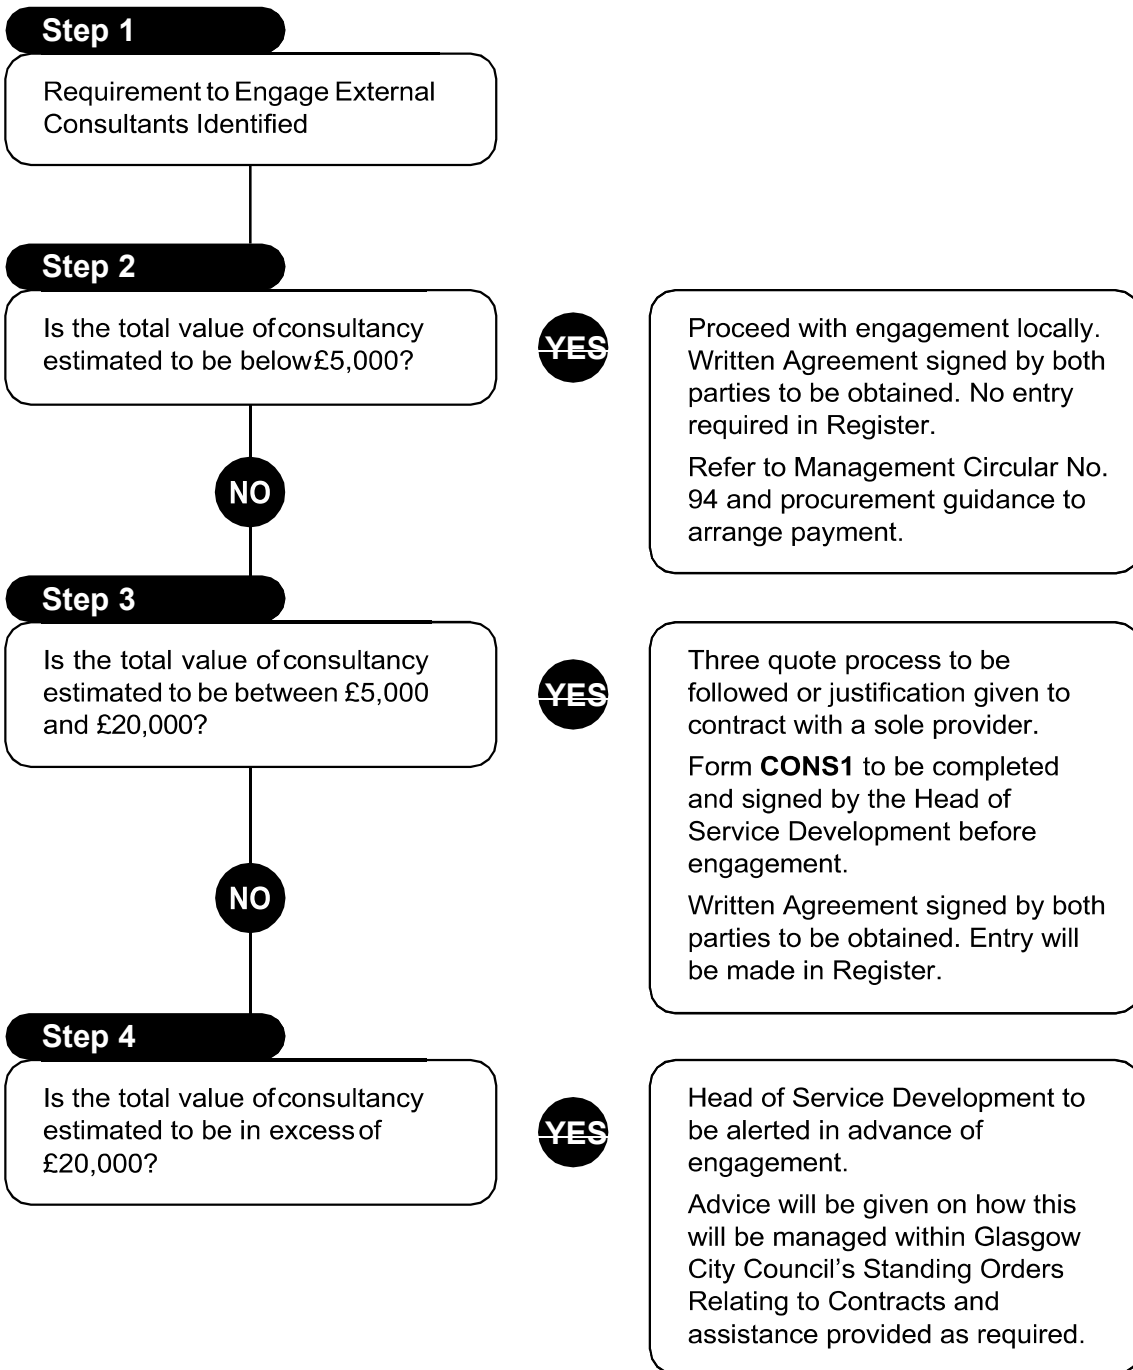 Step 1
Requirement to Engage External
Consultants Identified
Step 2
Is the total value of consultancy
estimated to be below £5,000?
YES
Proceed with engagement locally.
Written Agreement signed by both
parties to be obtained. No entry
required in Register.
Refer to Management Circular No.
94 and procurement guidance to
arrange payment.
NO
Step 3
Is the total value of consultancy
estimated to be between £5,000
and £20,000?
YES
Three quote process to be
followed or justification given to
contract with a sole provider.
Form CONS1 to be completed
and signed by the Head of
Service Development before
engagement.
Written Agreement signed by both
parties to be obtained. Entry will
be made in Register.
NO
Step 4
Is the total value of consultancy
estimated to be in excess of
£20,000?
YES
Head of Service Development to
be alerted in advance of
engagement.
Advice will be given on how this
will be managed within Glasgow
City Council’s Standing Orders
Relating to Contracts and
assistance provided as required.